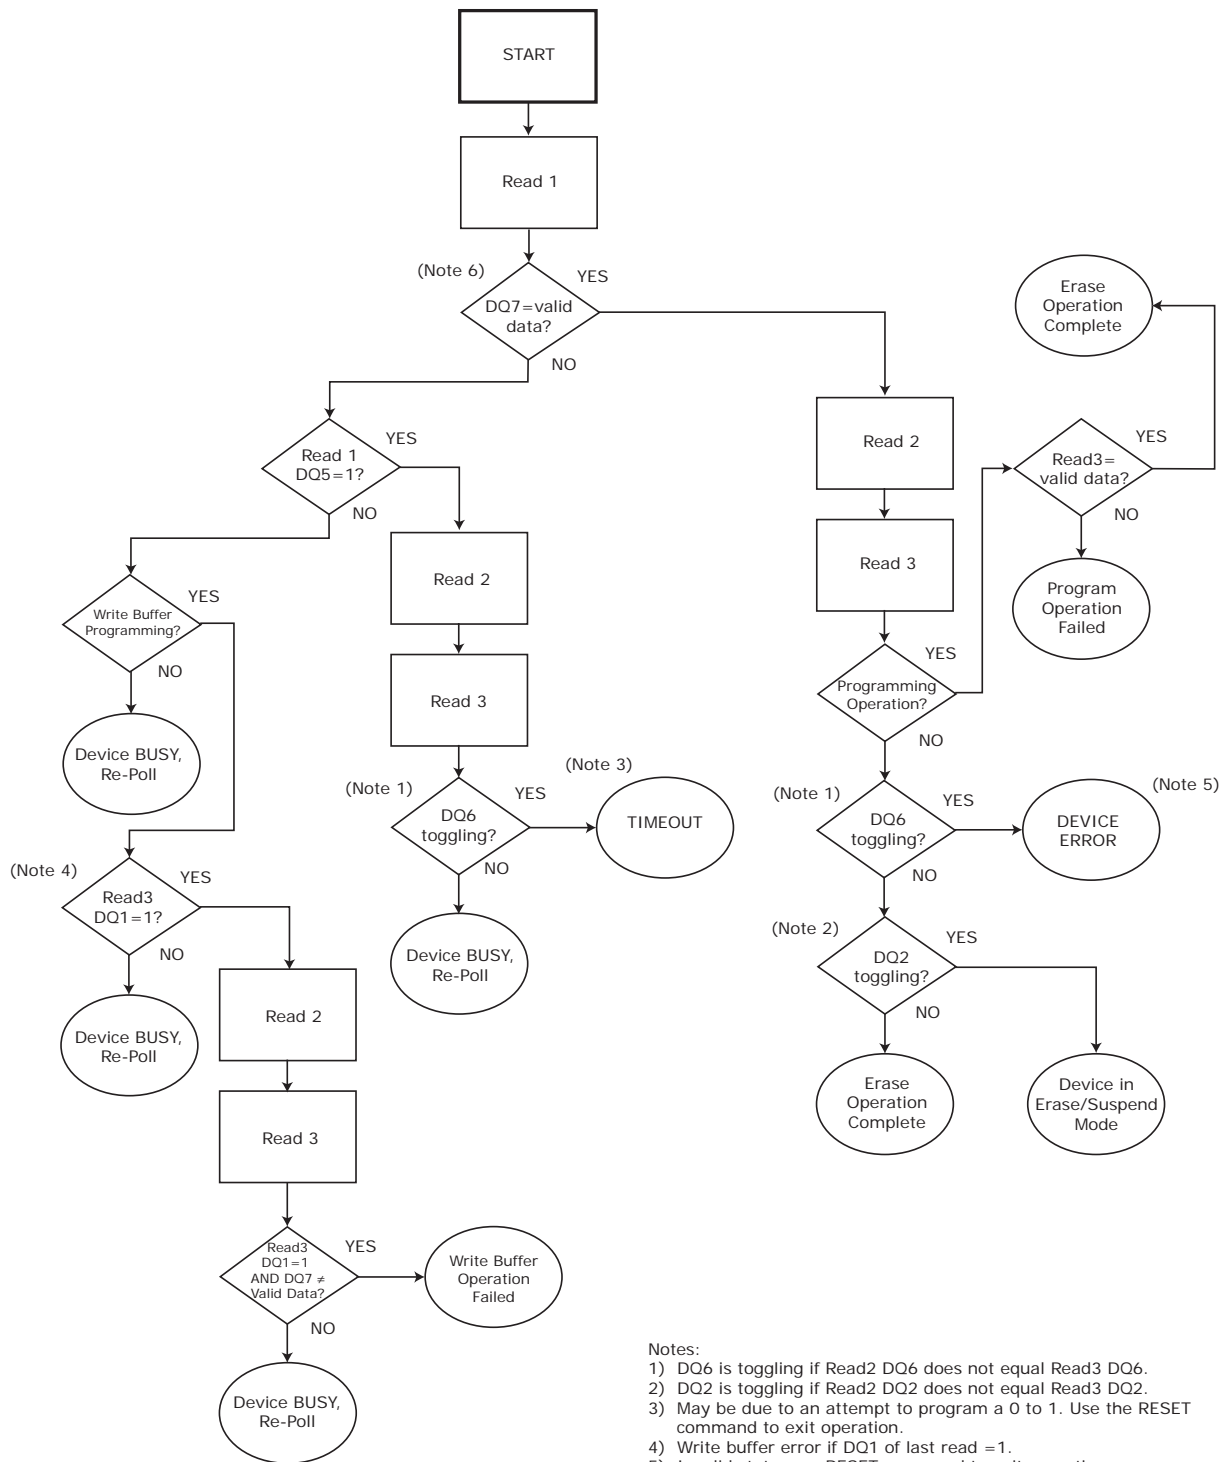 START
Read 1
(Note 6)
YES
DQ7=valid
data?
NO
Erase
Operation
Complete
Read 1
DQ5=1?
YES
NO
Read 2
Read3=
valid data?
YES
NO
Read 2
Read 3
Program
Operation
Failed
Write Buffer
Programming?
YES
NO
Read 3
Programming
Operation?
YES
NO
Device BUSY,
Re-Poll
(Note 1)
DQ6
toggling?
YES
NO
(Note 3)
TIMEOUT
(Note 1)
DQ6
toggling?
YES
NO
DEVICE
ERROR
(Note 5)
(Note 4)
Read3
DQ1=1?
YES
NO
Device BUSY,
Re-Poll
(Note 2)
DQ2
toggling?
YES
NO
Device BUSY,
Re-Poll
Read 2
Erase
Operation
Complete
Device in
Erase/Suspend
Mode
Read 3
Read3
DQ1=1
AND DQ7 ≠
Valid Data?
YES
NO
Write Buffer
Operation
Failed
Device BUSY,
Re-Poll
Notes:
1) DQ6 is toggling if Read2 DQ6 does not equal Read3 DQ6.
2) DQ2 is toggling if Read2 DQ2 does not equal Read3 DQ2.
3) May be due to an attempt to program a 0 to 1. Use the RESET
command to exit operation.
4) Write buffer error if DQ1 of last read =1.